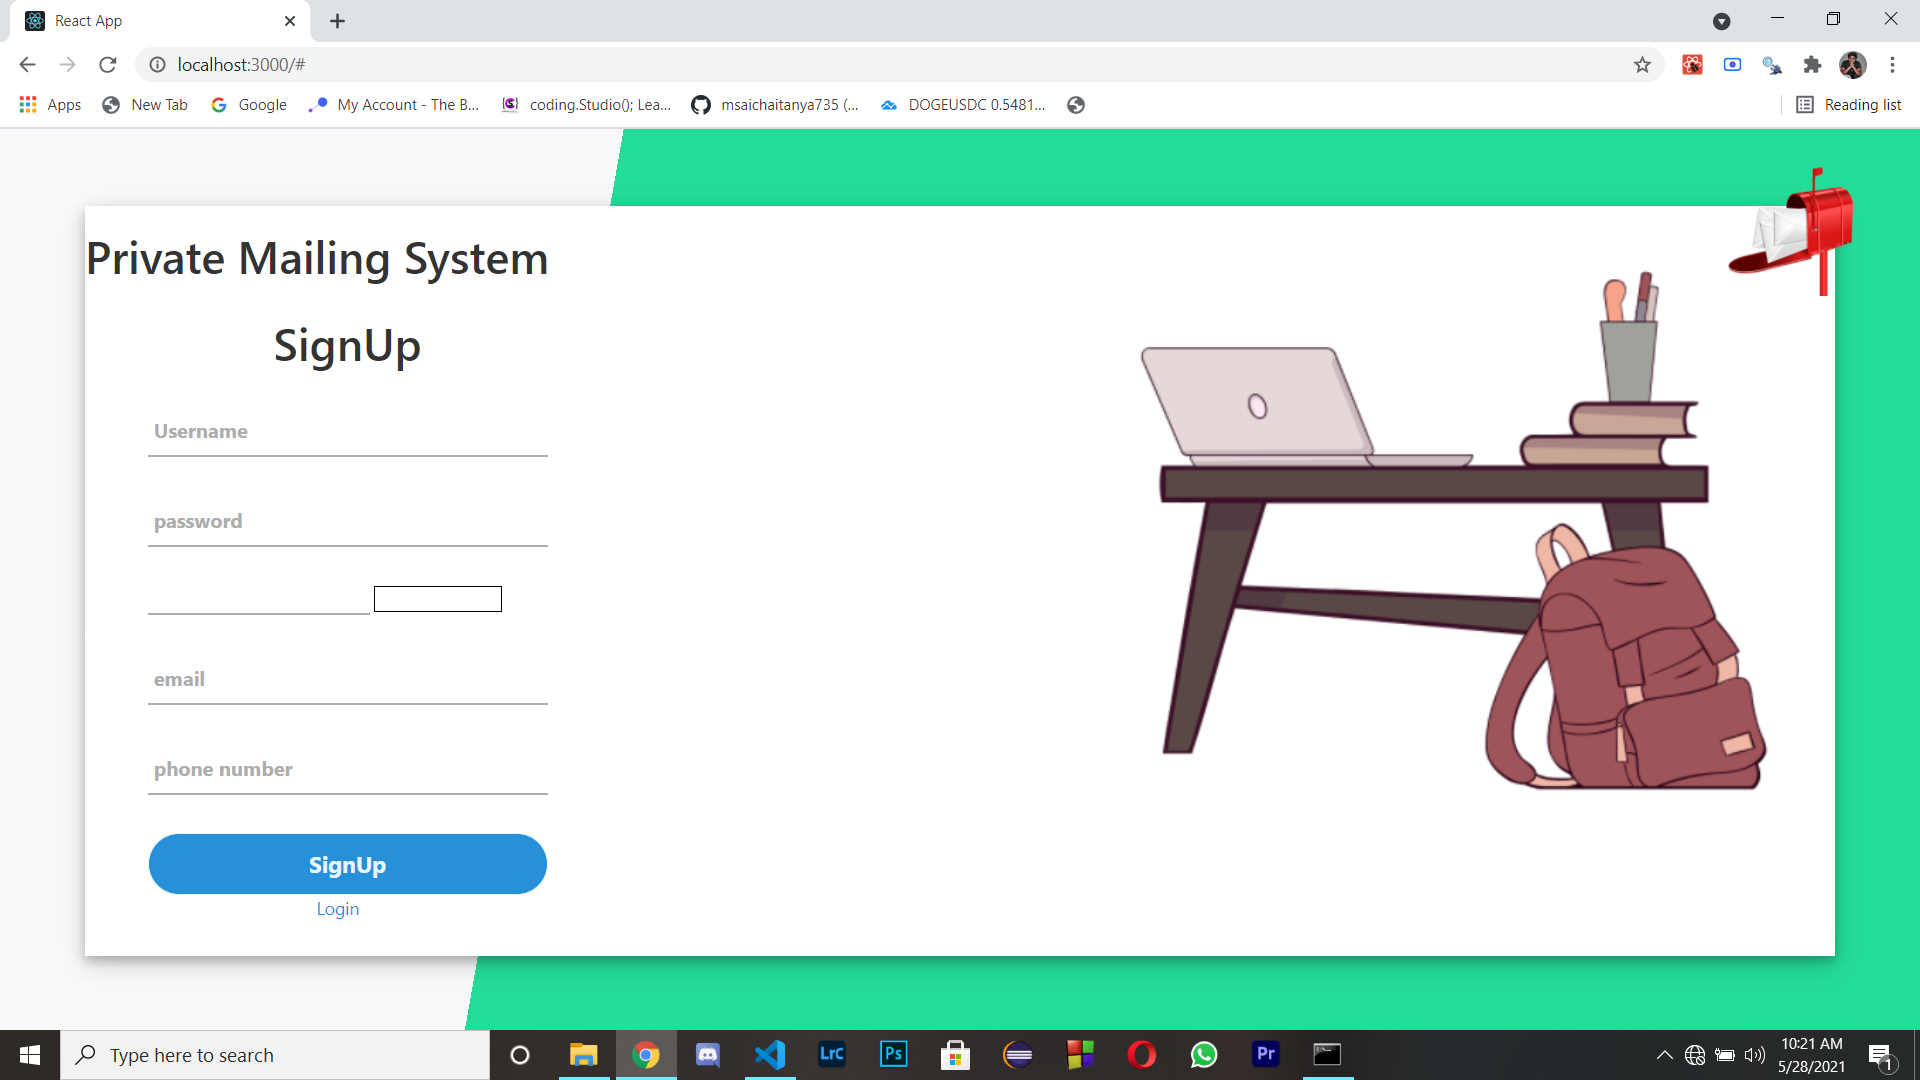 React App
localhost:3000/#
Apps
New Tab
Google
My Account - The B...
coding.Studio(); Lea...
msaichaitanya735 (...
DOGEUSDC 0.5481...
Reading list
Private Mailing System
SignUp
Username
password
email
phone number
SignUp
Login
Type here to search
LrC
Ps
Pr
10:21 AM
5/28/2021
1